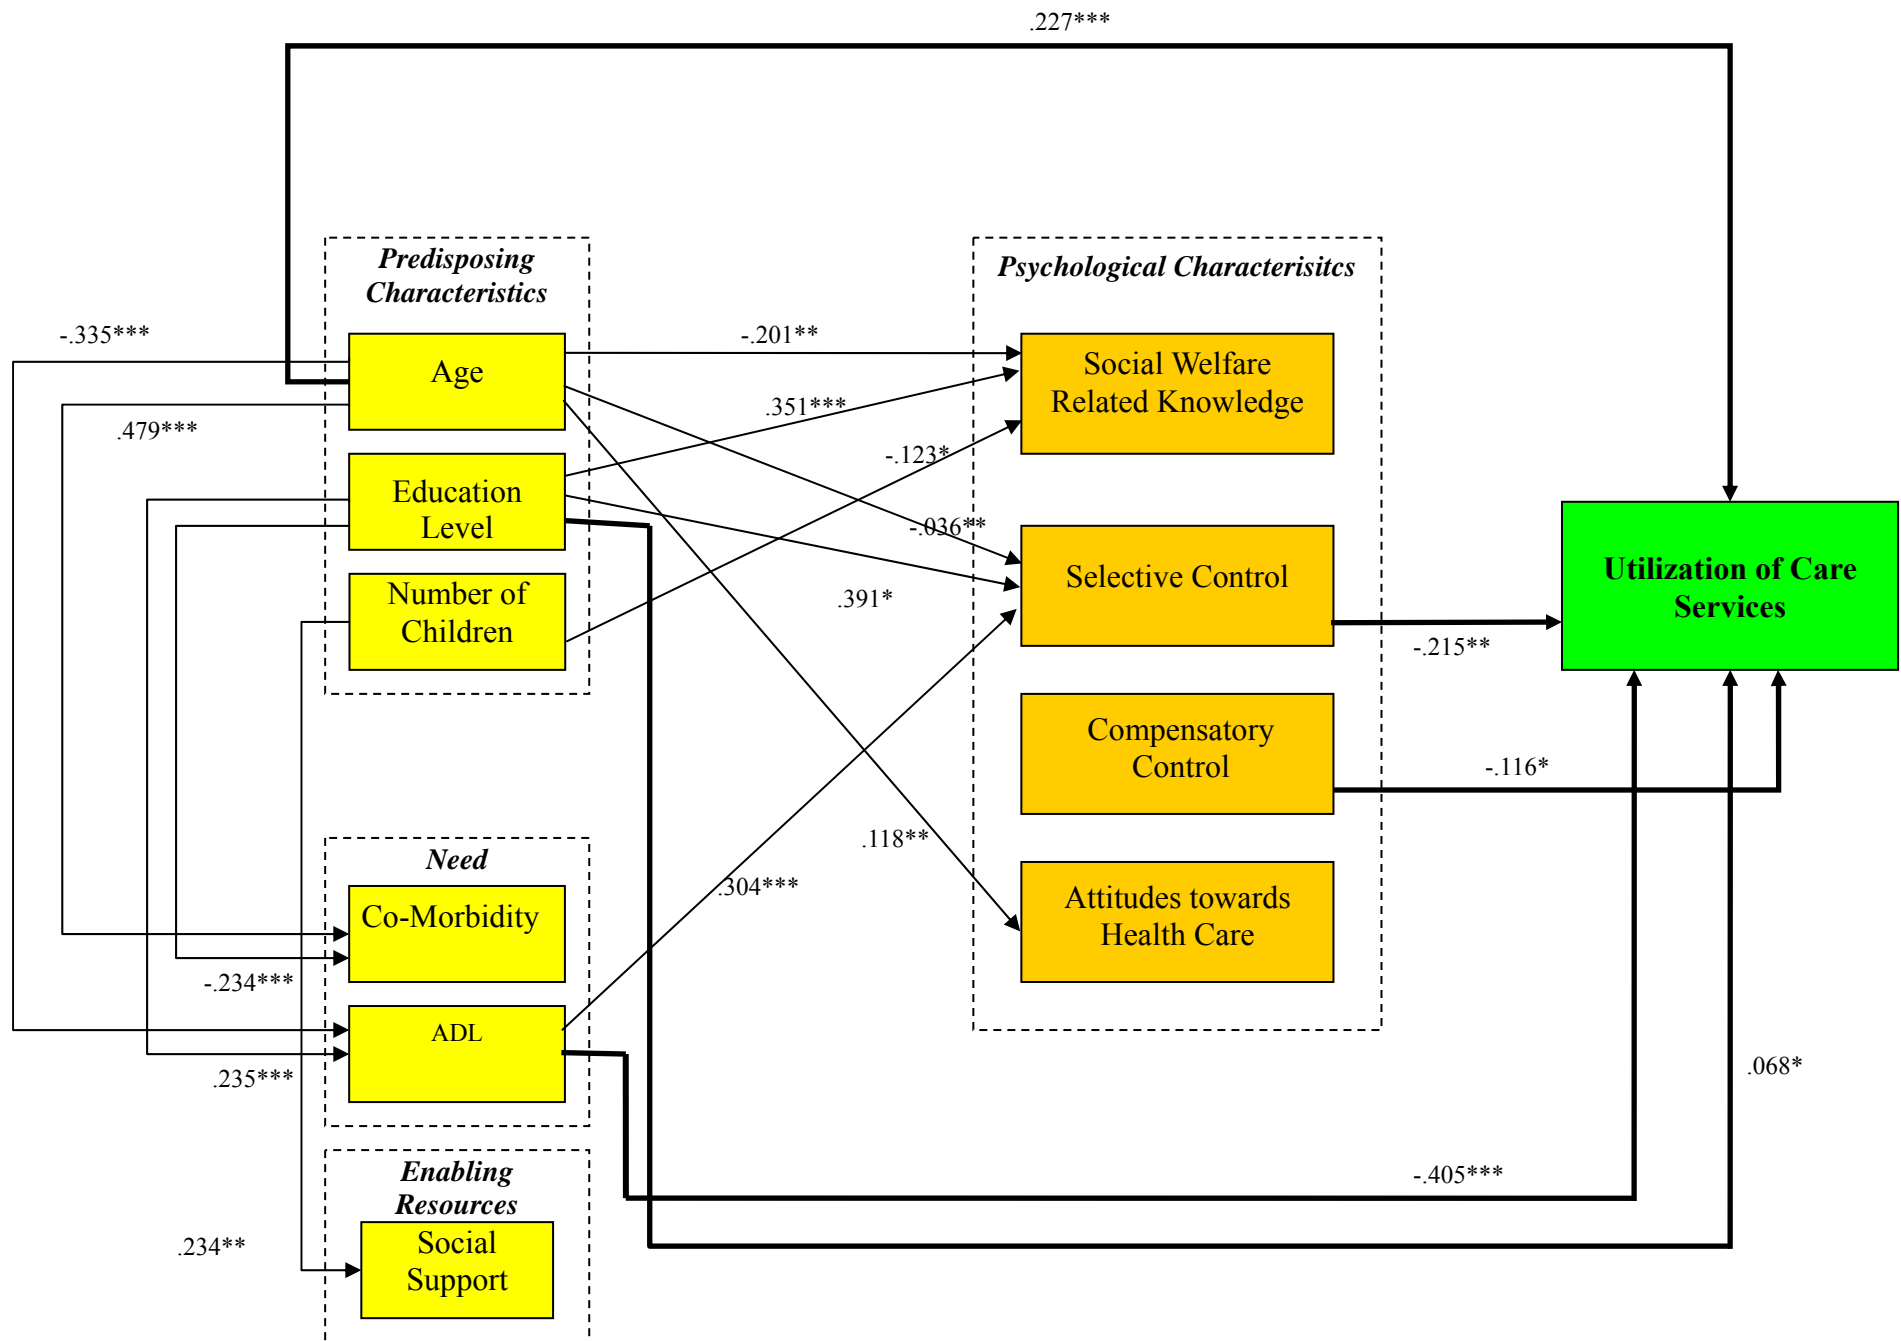 .227***
Predisposing
Characteristics
Psychological Characterisitcs
-.335***
-.201**
Age
Social Welfare
Related Knowledge
.479***
.351***
-.123*
Education
Level
-.036**
Selective Control
Utilization of Care
Services
Number of
Children
.391*
-.215**
Compensatory
Control
-.116*
.118**
Need
.304***
Co-Morbidity
Attitudes towards
Health Care
-.234***
ADL
.235***
.068*
Enabling
Resources
-.405***
.234**
Social
Support